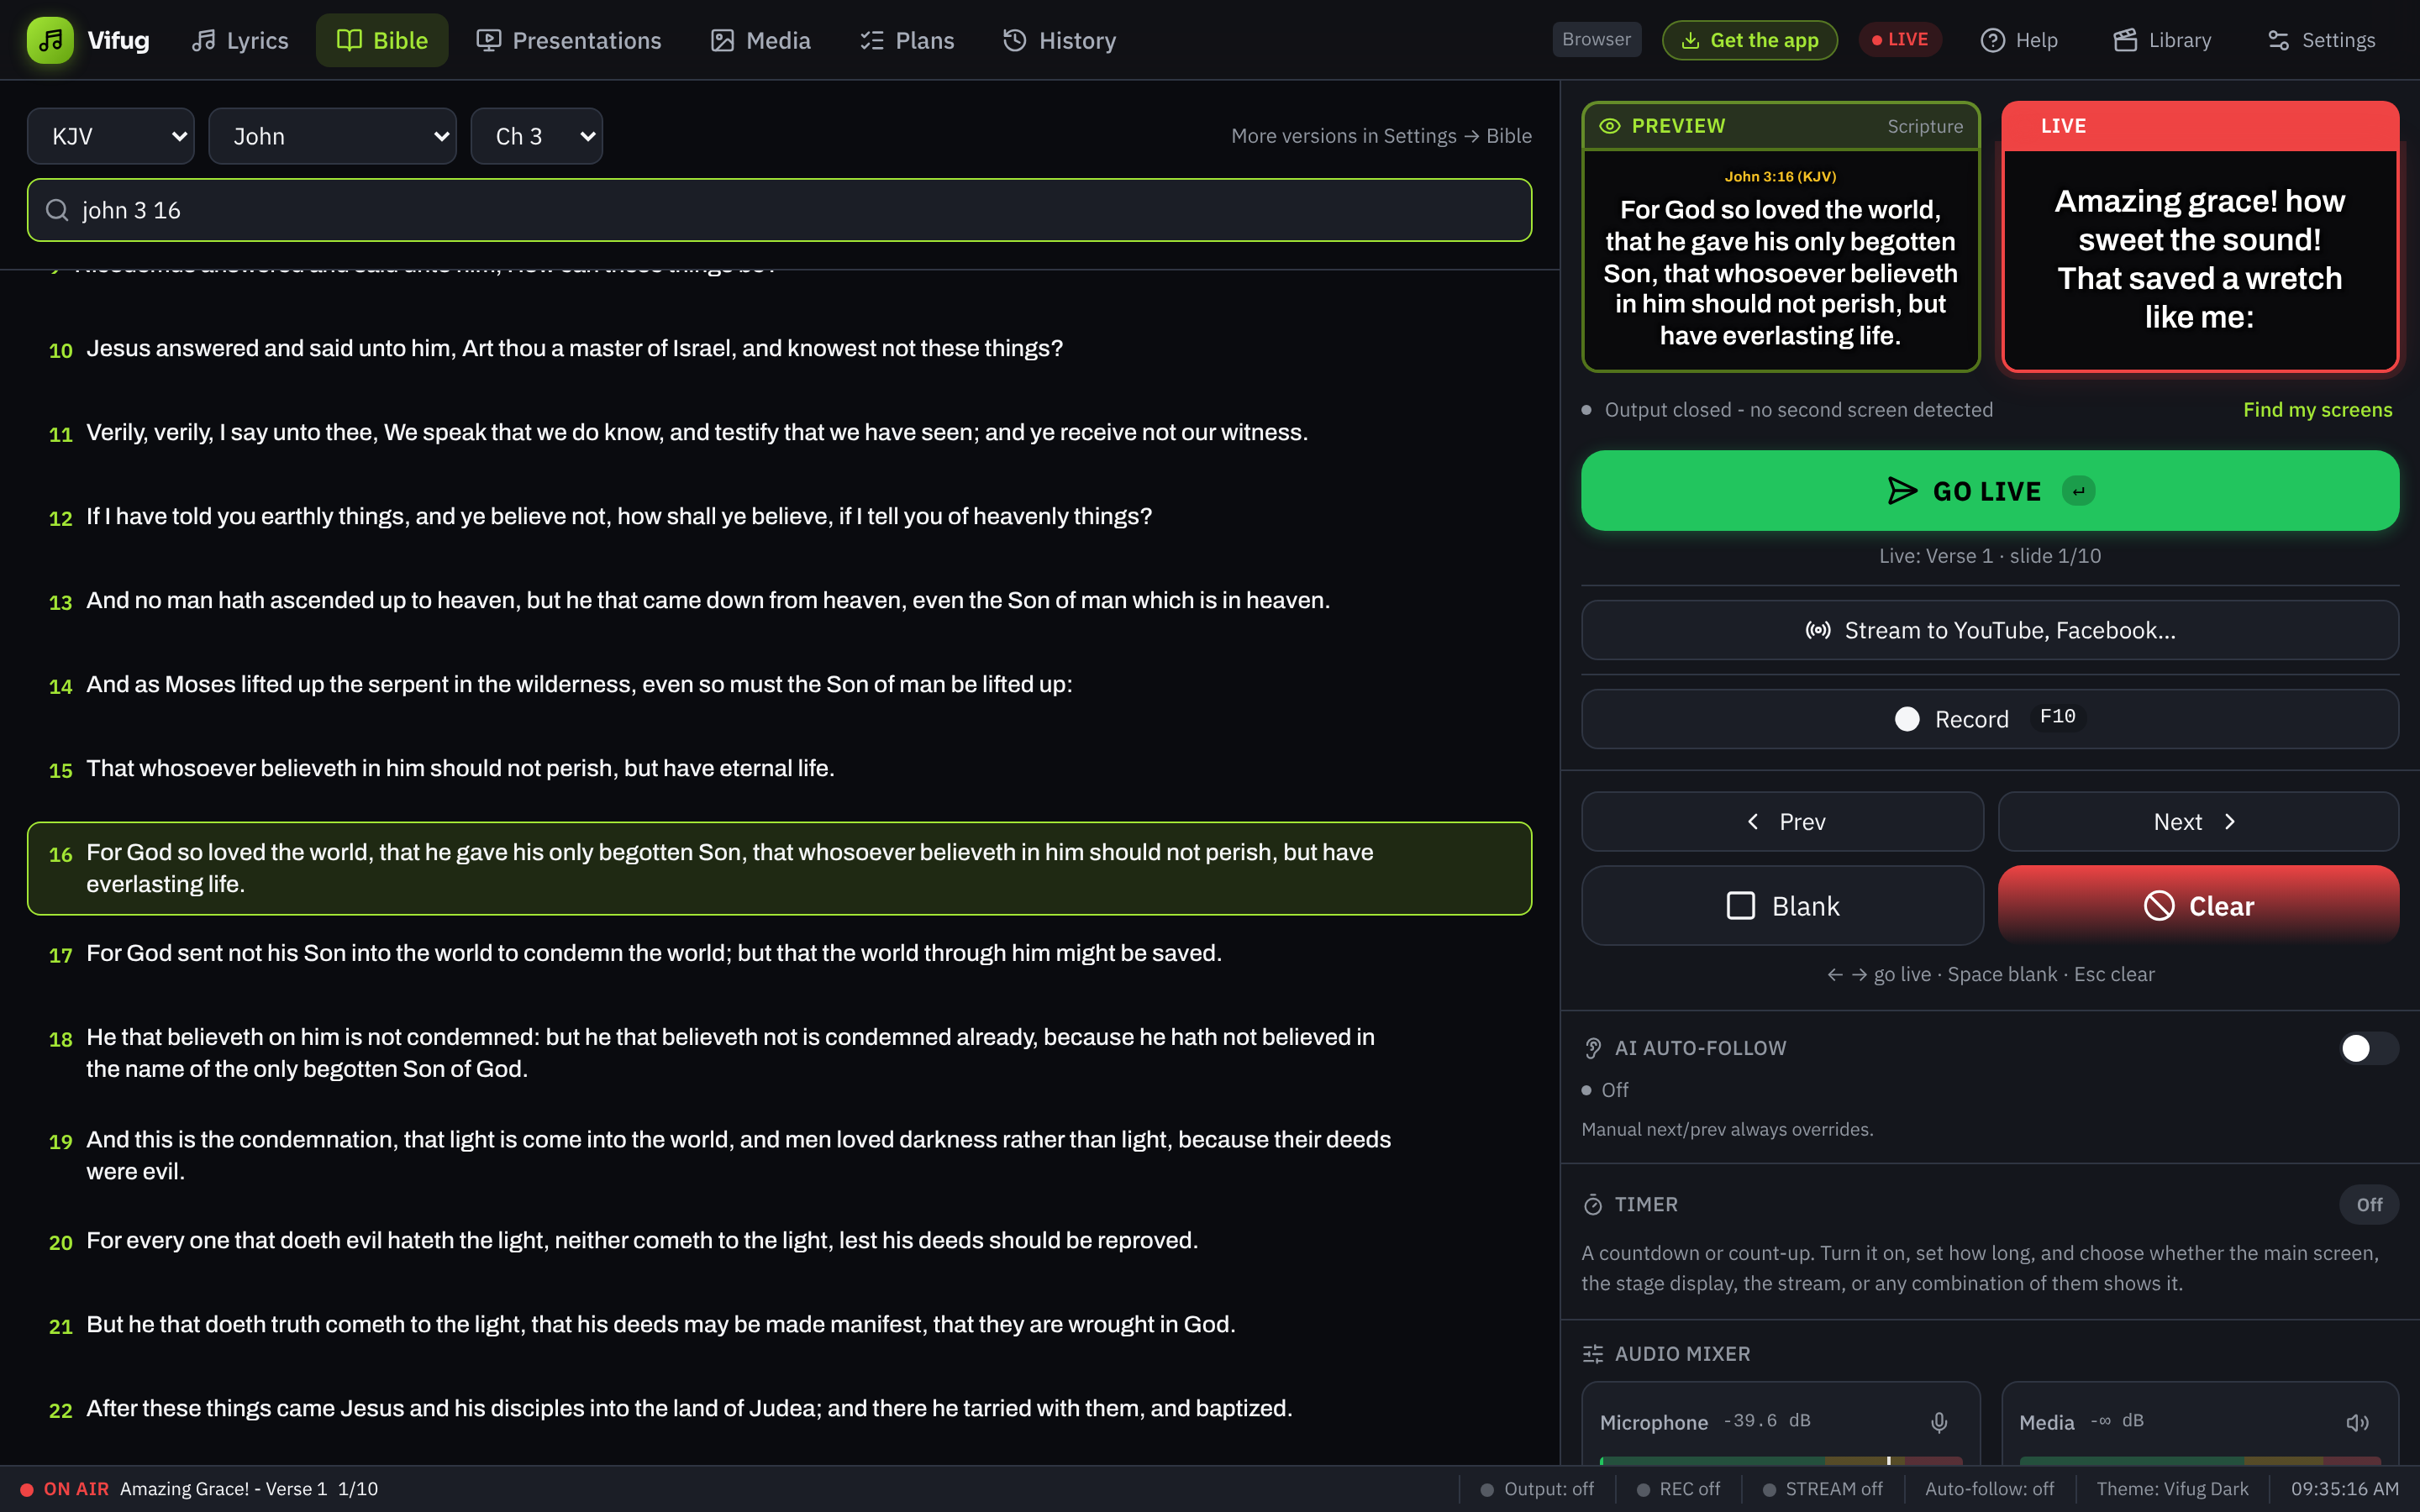 Vifug
Lyrics
Bible
Presentations
Media
Plans
History
Browser
Get the app
LIVE
Help
Library
Settings
KJV
John
Ch 3
More versions in Settings → Bible
john 3 16
10 Jesus answered and said unto him, Art thou a master of Israel, and knowest not these things?
11 Verily, verily, I say unto thee, We speak that we do know, and testify that we have seen; and ye receive not our witness.
12 If I have told you earthly things, and ye believe not, how shall ye believe, if I tell you of heavenly things?
13 And no man hath ascended up to heaven, but he that came down from heaven, even the Son of man which is in heaven.
14 And as Moses lifted up the serpent in the wilderness, even so must the Son of man be lifted up:
15 That whosoever believeth in him should not perish, but have eternal life.
16 For God so loved the world, that he gave his only begotten Son, that whosoever believeth in him should not perish, but have
everlasting life.
17 For God sent not his Son into the world to condemn the world; but that the world through him might be saved.
18 He that believeth on him is not condemned: but he that believeth not is condemned already, because he hath not believed in
the name of the only begotten Son of God.
19 And this is the condemnation, that light is come into the world, and men loved darkness rather than light, because their deeds
were evil.
20 For every one that doeth evil hateth the light, neither cometh to the light, lest his deeds should be reproved.
21 But he that doeth truth cometh to the light, that his deeds may be made manifest, that they are wrought in God.
22 After these things came Jesus and his disciples into the land of Judea; and there he tarried with them, and baptized.
PREVIEW
Scripture
John 3:16 (KJV)
For God so loved the world,
that he gave his only begotten
Son, that whosoever believeth
in him should not perish, but
have everlasting life.
LIVE
Amazing grace! how
sweet the sound!
That saved a wretch
like me:
Output closed - no second screen detected
Find my screens
GO LIVE ↵
Live: Verse 1 · slide 1/10
Stream to YouTube, Facebook...
Record F10
Prev
Next
Blank
Clear
← → go live · Space blank · Esc clear
AI AUTO-FOLLOW
Off
Manual next/prev always overrides.
TIMER
Off
A countdown or count-up. Turn it on, set how long, and choose whether the main screen,
the stage display, the stream, or any combination of them shows it.
AUDIO MIXER
Microphone -39.6 dB
Media -∞ dB
ON AIR Amazing Grace! - Verse 1 1/10
Output: off
REC off
STREAM off
Auto-follow: off
Theme: Vifug Dark
09:35:16 AM